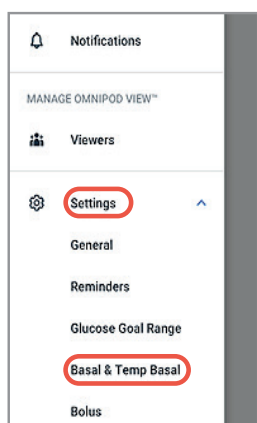 Notifications
MANAGE OMNIPOD VIEW™
Viewers
Settings
General
Reminders
Glucose Goal Range
Basal & Temp Basal
Bolus